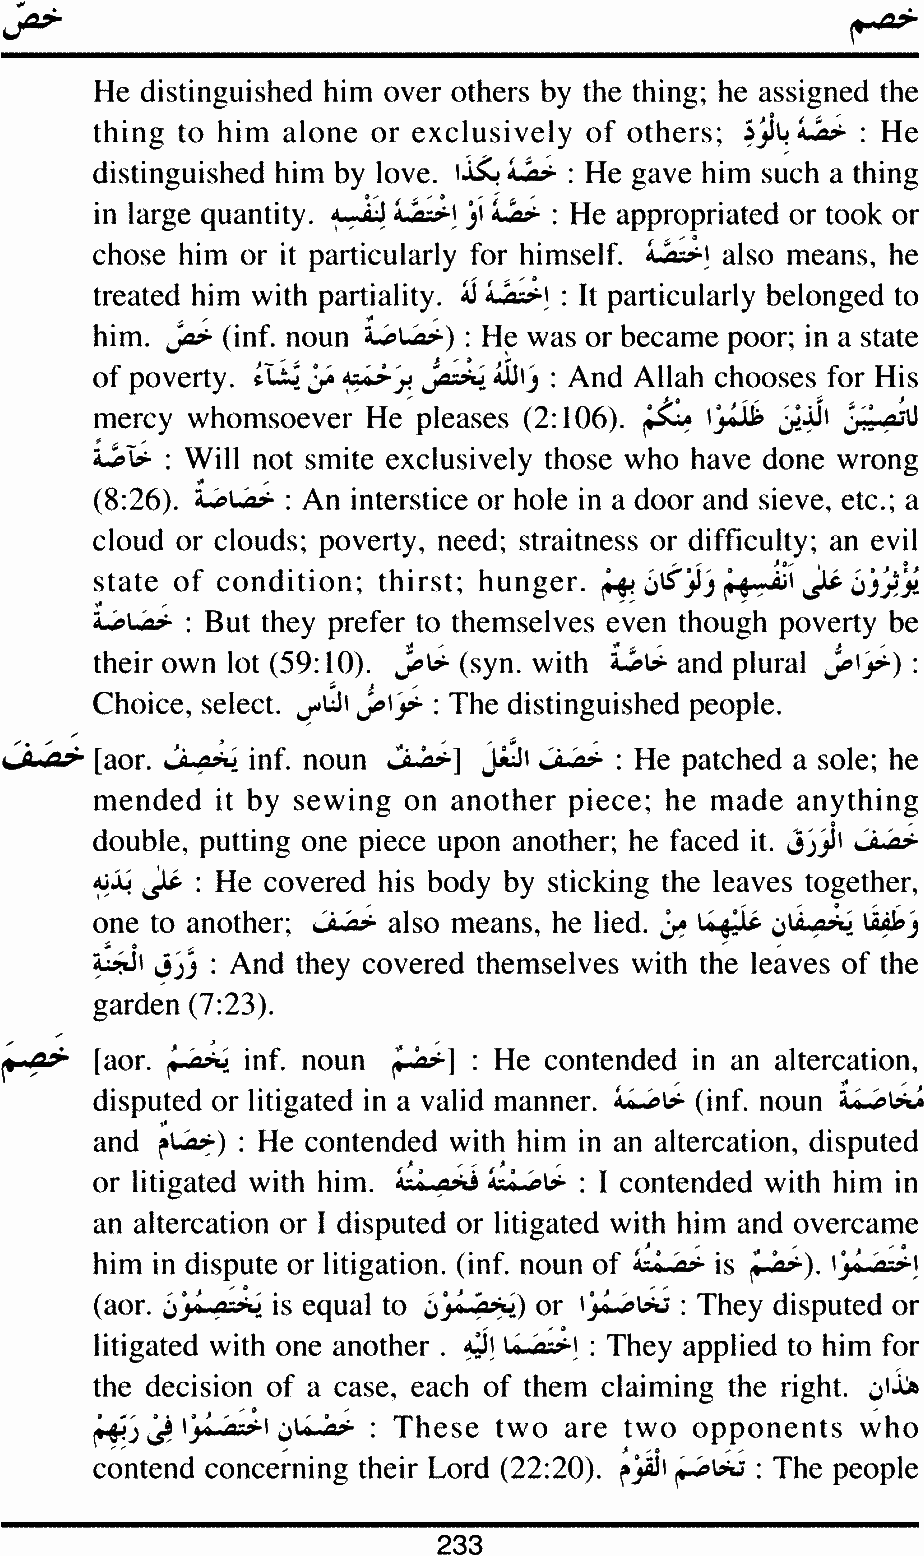 خصّ خصم
He distinguished him over others by the thing; he assigned the
thing to him alone or exclusively of others; خَصَّهُ بِالْوُدِّ : He
distinguished him by love. خَصَّهُ بِكَذَا : He gave him such a thing
in large quantity. خَصَّهُ اَوْ اِخْتَصَّهُ لِنَفْسِهِ : He appropriated or took or
chose him or it particularly for himself. اِخْتَصَّهُ also means, he
treated him with partiality. اِخْتَصَّهُ لَهُ : It particularly belonged to
him. خَصَّ (inf. noun خَصَاصَةٌ) : He was or became poor; in a state
of poverty. وَاللّٰهُ يَخْتَصُّ بِرَحْمَتِهِ مَنْ يَّشَآءُ : And Allah chooses for His
mercy whomsoever He pleases (2:106). لَاتُصِيْبَنَّ الَّذِيْنَ ظَلَمُوْا مِنْكُمْ
خَآصَّةً : Will not smite exclusively those who have done wrong
(8:26). خَصَاصَةٌ : An interstice or hole in a door and sieve, etc.; a
cloud or clouds; poverty, need; straitness or difficulty; an evil
state of condition; thirst; hunger. يُؤْثِرُوْنَ عَلٰى اَنْفُسِهِمْ وَلَوْ كَانَ بِهِمْ
خَصَاصَةٌ : But they prefer to themselves even though poverty be
their own lot (59:10). خَاصٌّ (syn. with خَاصَّةٌ and plural خَوَاصُّ) :
Choice, select. خَوَاصُّ النَّاسِ : The distinguished people.
خَصَفَ [aor. يَخْصِفُ inf. noun خَصْفٌ] خَصَفَ النَّعْلَ : He patched a sole; he
mended it by sewing on another piece; he made anything
double, putting one piece upon another; he faced it. خَصَفَ الْوَرَقَ
عَلٰى بَدَنِهِ : He covered his body by sticking the leaves together,
one to another; خَصَفَ also means, he lied. وَطَفِقَا يَخْصِفَانِ عَلَيْهِمَا مِنْ
وَرَقِ الْجَنَّةِ : And they covered themselves with the leaves of the
garden (7:23).
خَصِمَ [aor. يَخْصَمُ inf. noun خَصْمٌ] : He contended in an altercation,
disputed or litigated in a valid manner. خَاصَمَهُ (inf. noun مُخَاصَمَةٌ
and خِصَامٌ) : He contended with him in an altercation, disputed
or litigated with him. خَاصَمْتُهُ فَخَصَمْتُهُ : I contended with him in
an altercation or I disputed or litigated with him and overcame
him in dispute or litigation. (inf. noun of خَصَمْتُهُ is خَصْمٌ). اِخْتَصَمُوْا
(aor. يَخْتَصِمُوْنَ is equal to يَخِصِّمُوْنَ) or تَخَاصَمُوْا : They disputed or
litigated with one another . اِخْتَصَمَا اِلَيْهِ : They applied to him for
the decision of a case, each of them claiming the right. هٰذَانِ
خَصْمَانِ اخْتَصَمُوْا فِىْ رَبِّهِمْ : These two are two opponents who
contend concerning their Lord (22:20). تَخَاصَمَ الْقَوْمُ : The people
233